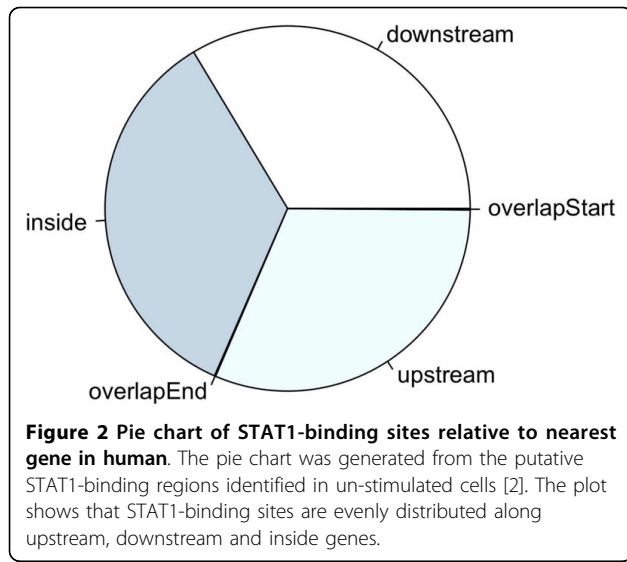 downstream
overlapStart
inside
upstream
overlapEnd
Figure 2 Pie chart of STAT1-binding sites relative to nearest
gene in human. The pie chart was generated from the putative
STAT1-binding regions identified in un-stimulated cells [2]. The plot
shows that STAT1-binding sites are evenly distributed along
upstream, downstream and inside genes.